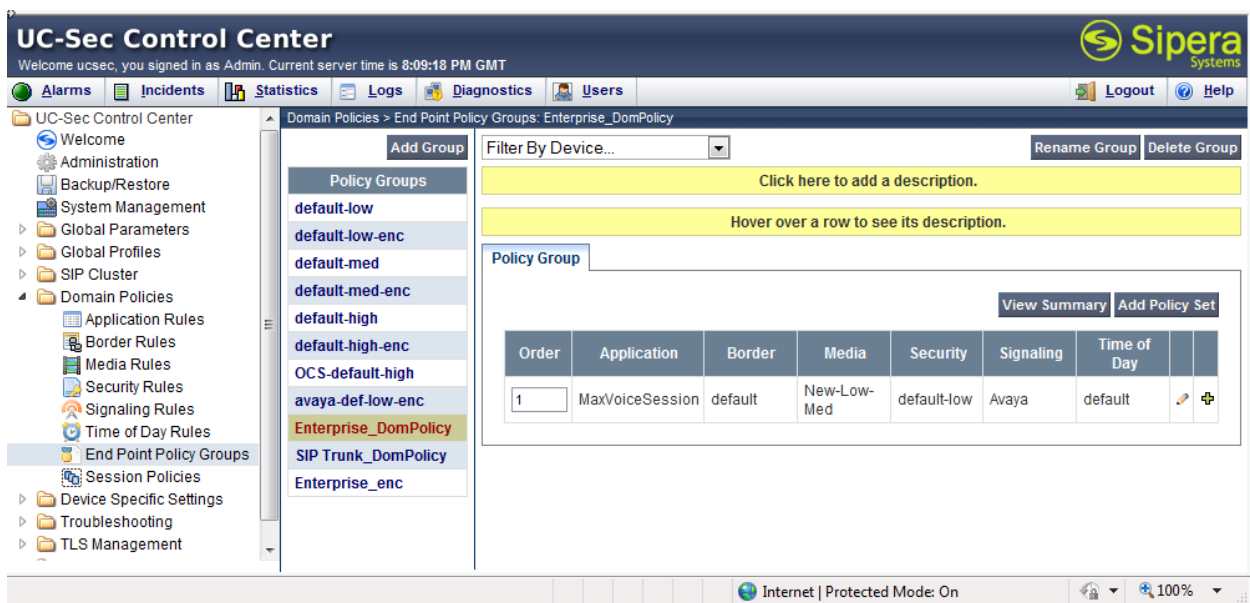 UC-Sec Control Center
Welcome ucsec, you signed in as Admin. Current server time is 8:09:18 PM GMT
Sipera
Systems
Alarms Incidents Statistics Logs Diagnostics Users Logout Help
UC-Sec Control Center
Welcome
Administration
Backup/Restore
System Management
Global Parameters
Global Profiles
SIP Cluster
Domain Policies
Application Rules
Border Rules
Media Rules
Security Rules
Signaling Rules
Time of Day Rules
End Point Policy Groups
Session Policies
Device Specific Settings
Troubleshooting
TLS Management
Domain Policies > End Point Policy Groups: Enterprise_DomPolicy
Add Group
Policy Groups
default-low
default-low-enc
default-med
default-med-enc
default-high
default-high-enc
OCS-default-high
avaya-def-low-enc
Enterprise_DomPolicy
SIP Trunk_DomPolicy
Enterprise_enc
Filter By Device... Rename Group Delete Group
Click here to add a description.
Hover over a row to see its description.
Policy Group
View Summary Add Policy Set
Order Application Border Media Security Signaling Time of Day
1 MaxVoiceSession default New-Low-Med default-low Avaya default
Internet | Protected Mode: On 100%